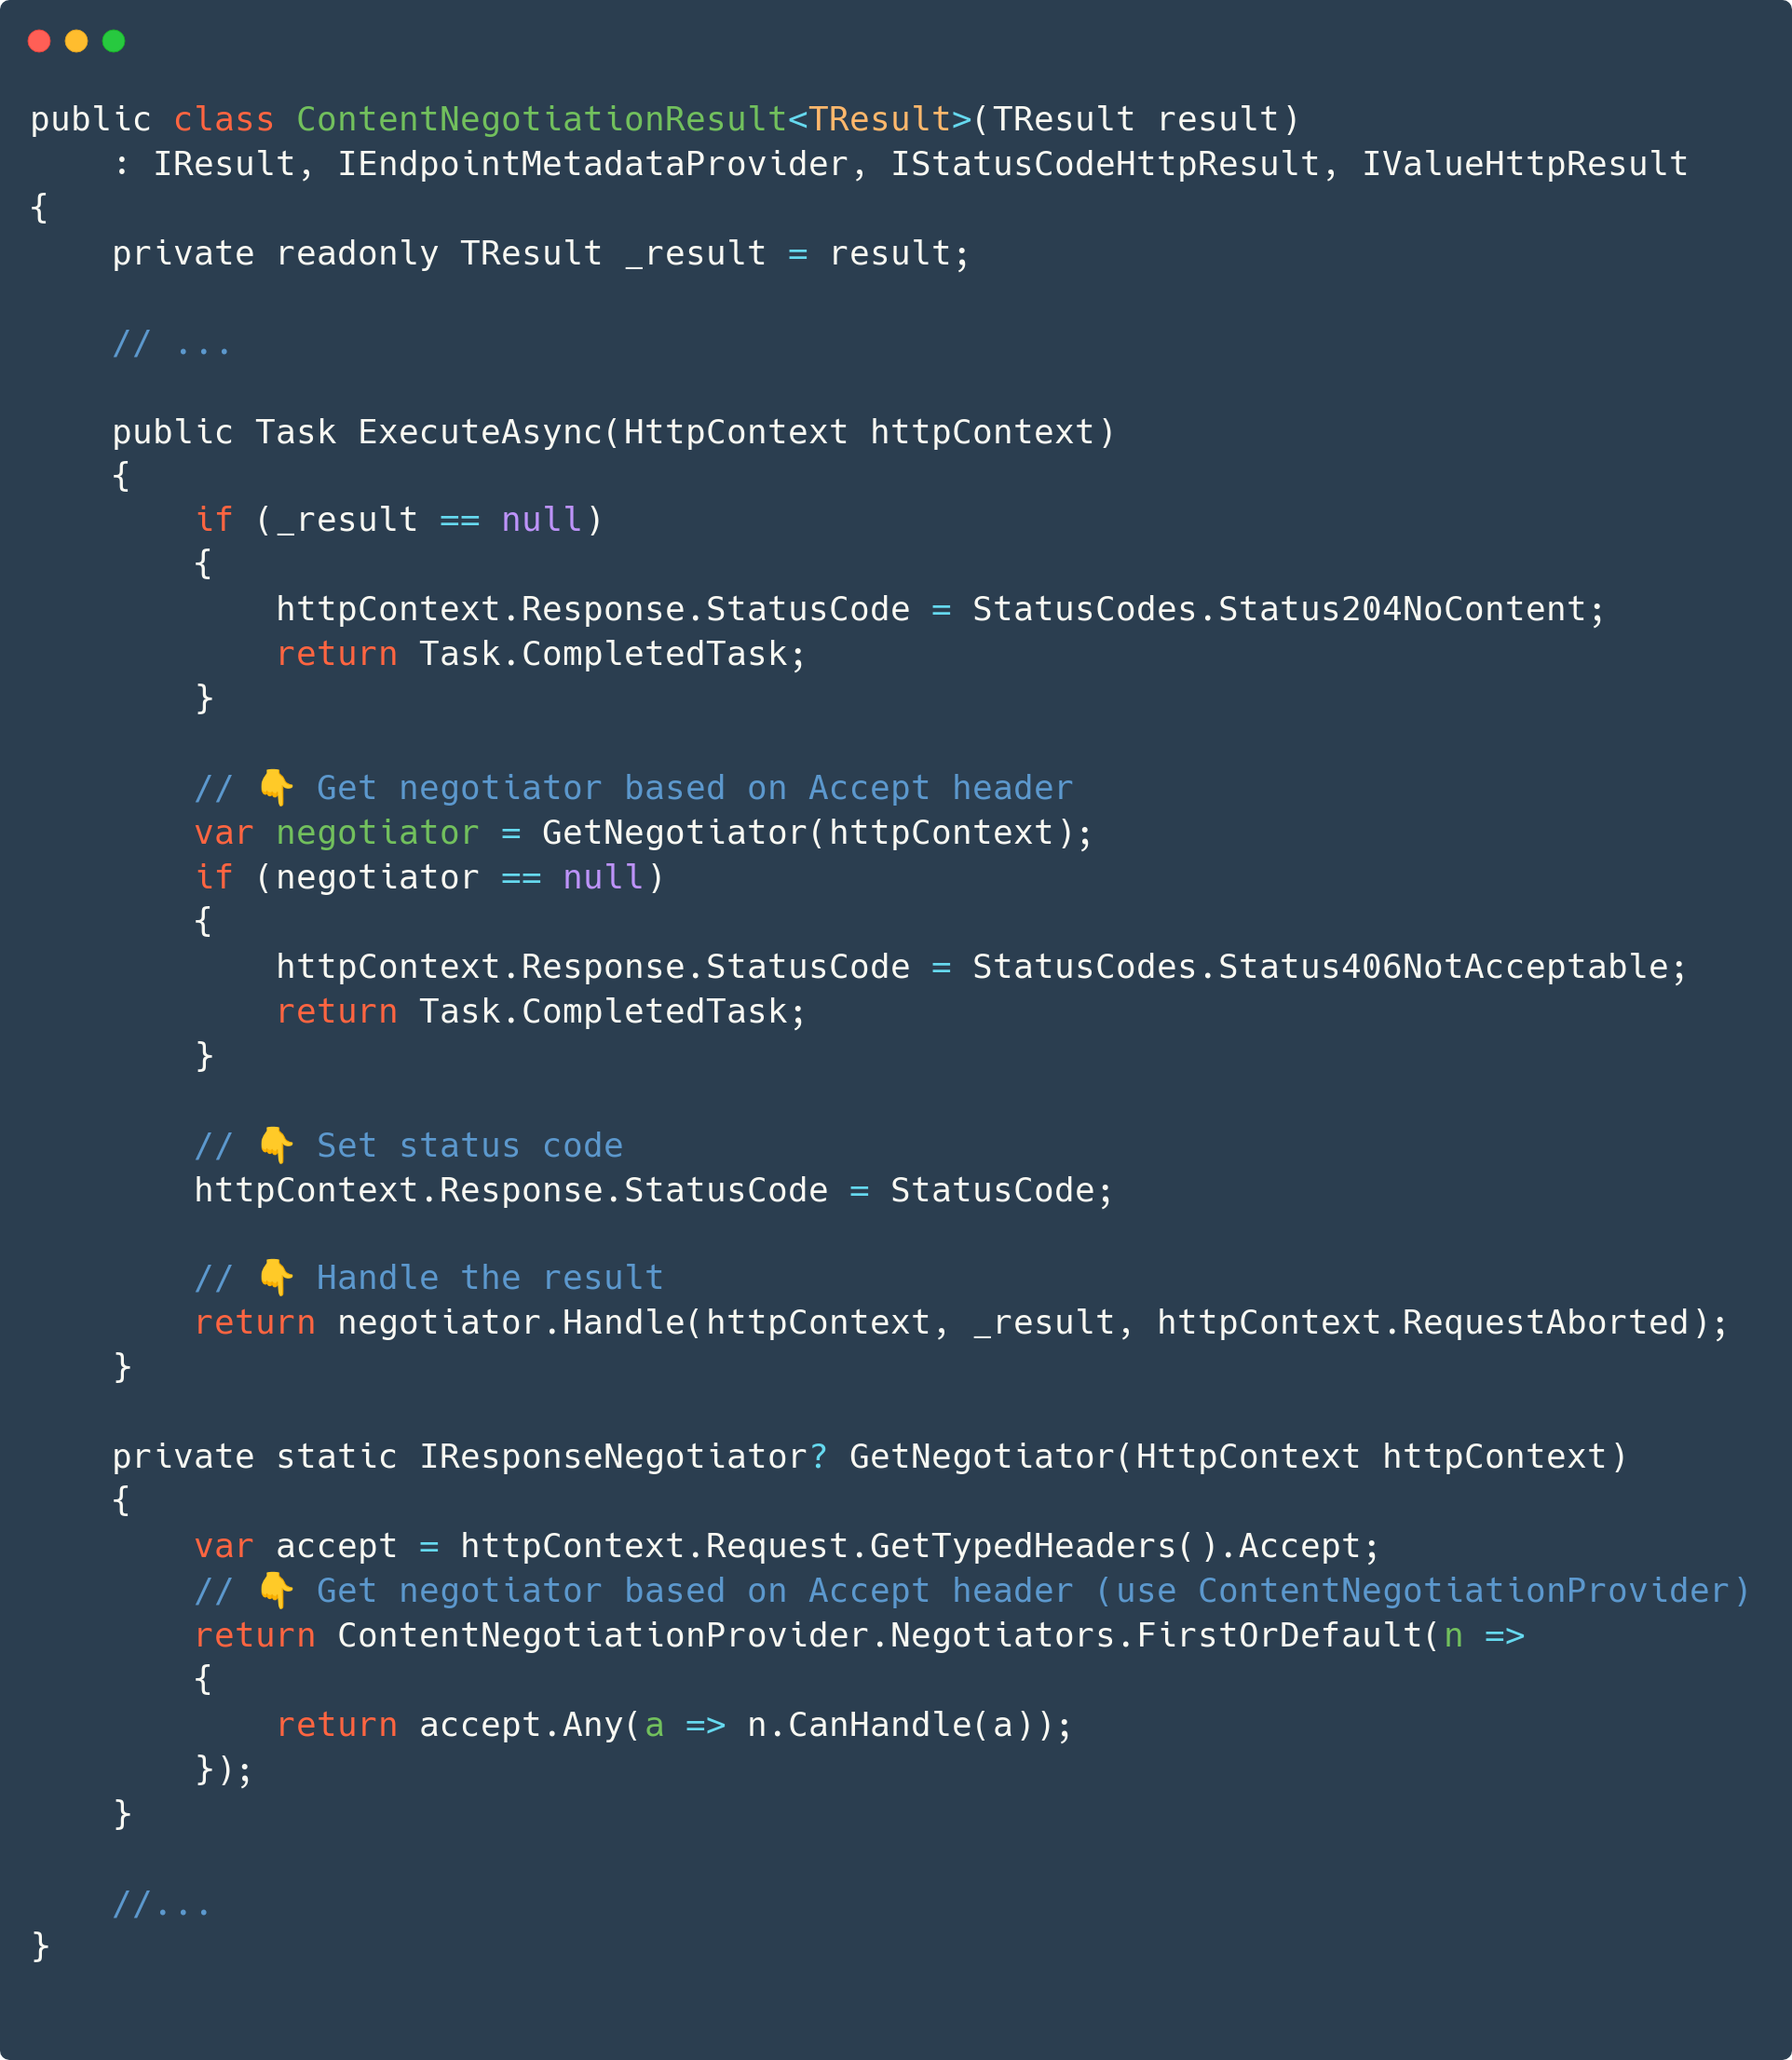 public class ContentNegotiationResult<TResult>(TResult result)
    : IResult, IEndpointMetadataProvider, IStatusCodeHttpResult, IValueHttpResult
{
    private readonly TResult _result = result;

    // ...

    public Task ExecuteAsync(HttpContext httpContext)
    {
        if (_result == null)
        {
            httpContext.Response.StatusCode = StatusCodes.Status204NoContent;
            return Task.CompletedTask;
        }

        // 👇 Get negotiator based on Accept header
        var negotiator = GetNegotiator(httpContext);
        if (negotiator == null)
        {
            httpContext.Response.StatusCode = StatusCodes.Status406NotAcceptable;
            return Task.CompletedTask;
        }

        // 👇 Set status code
        httpContext.Response.StatusCode = StatusCode;

        // 👇 Handle the result
        return negotiator.Handle(httpContext, _result, httpContext.RequestAborted);
    }

    private static IResponseNegotiator? GetNegotiator(HttpContext httpContext)
    {
        var accept = httpContext.Request.GetTypedHeaders().Accept;
        // 👇 Get negotiator based on Accept header (use ContentNegotiationProvider)
        return ContentNegotiationProvider.Negotiators.FirstOrDefault(n =>
        {
            return accept.Any(a => n.CanHandle(a));
        });
    }

    //...
}